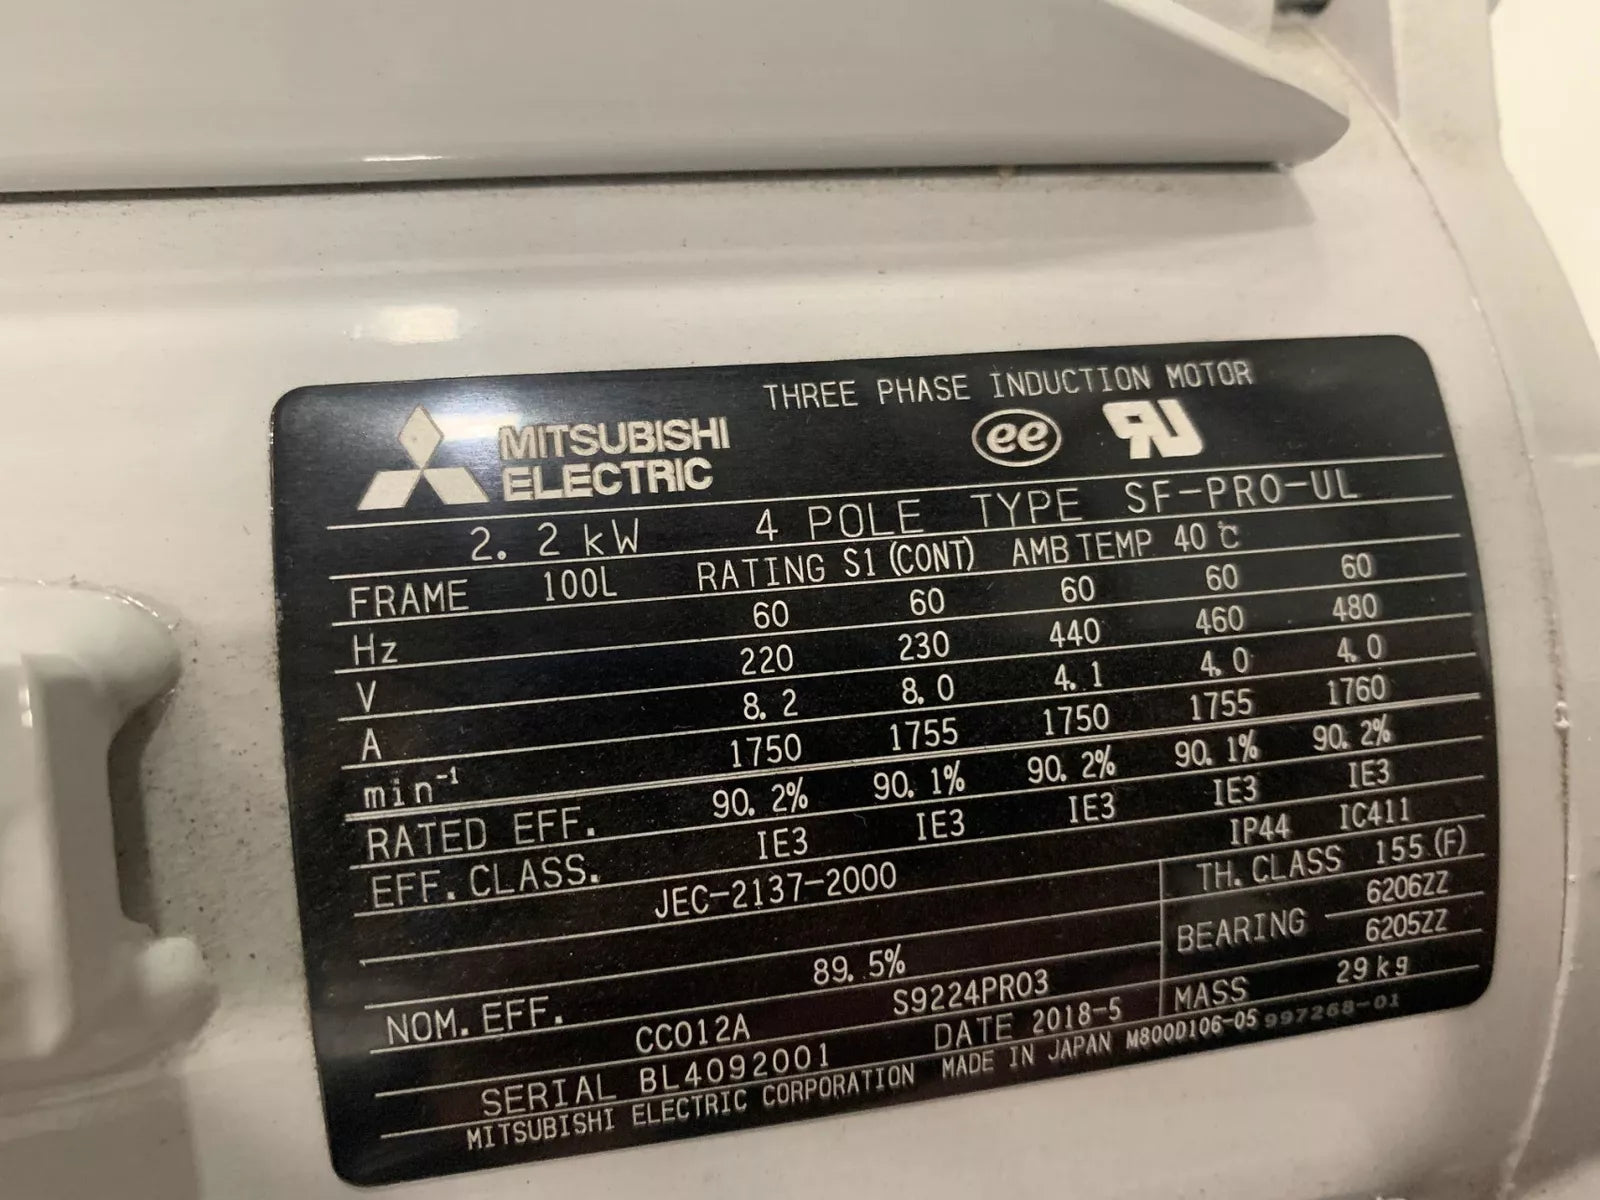 THREE PHASE INDUCTION MOTOR
MITSUBISHI
ELECTRIC
ee
RU
2.2kW 4 POLE TYPE SF-PRO-UL
FRAME 100L RATING S1(CONT) AMB TEMP 40℃
Hz 60 60 60 60 60
V 220 230 440 460 480
A 8.2 8.0 4.1 4.0 4.0
min-1 1750 1755 1750 1755 1760
RATED EFF. 90.2% 90.1% 90.2% 90.1% 90.2%
EFF. CLASS. IE3 IE3 IE3 IE3 IE3
JEC-2137-2000 IP44 IC411
TH. CLASS 155(F)
BEARING 6206ZZ
6205ZZ
NOM. EFF. 89.5%
CC012A S9224PR03 MASS 29kg
SERIAL BL4092001 DATE 2018-5
MITSUBISHI ELECTRIC CORPORATION MADE IN JAPAN M800D106-05 997268-01